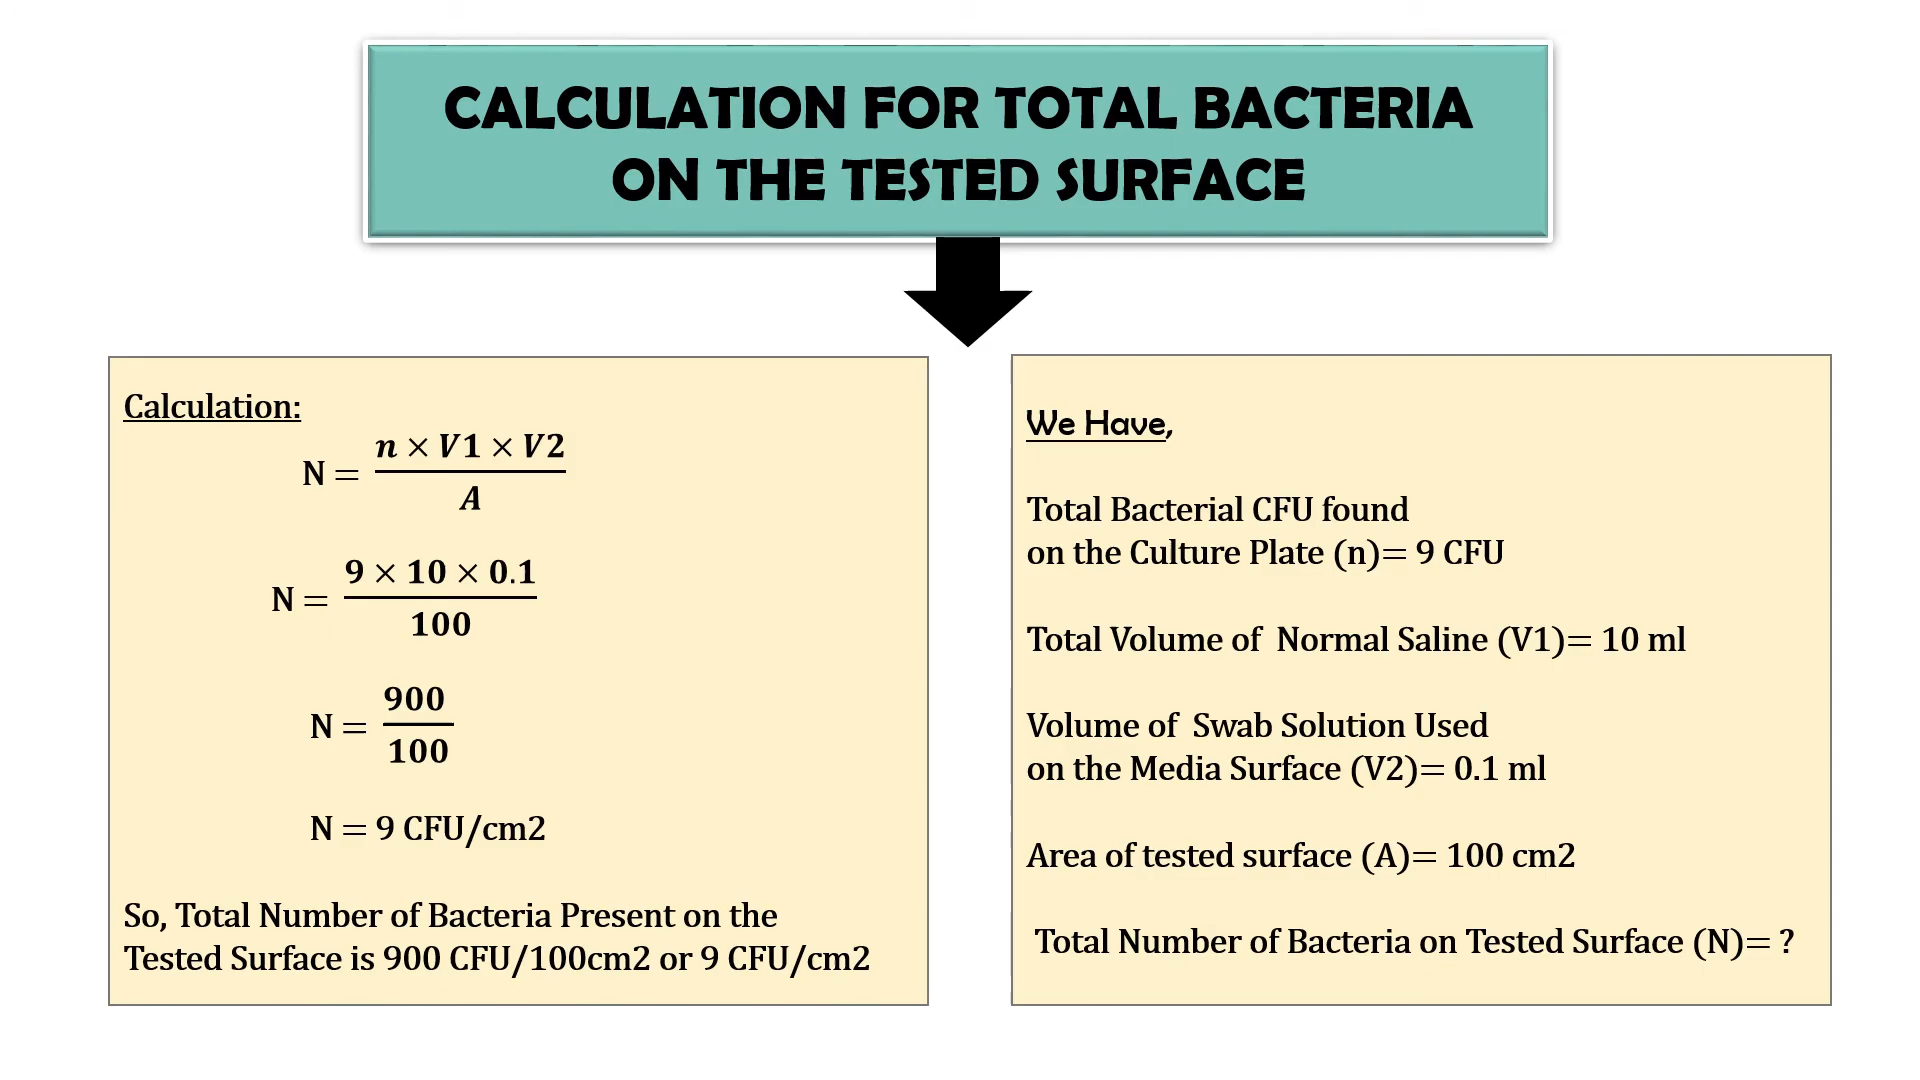 CALCULATION FOR TOTAL BACTERIA
ON THE TESTED SURFACE
Calculation:
N = n × V1 × V2 / A
N = 9 × 10 × 0.1 / 100
N = 900 / 100
N = 9 CFU/cm2
So, Total Number of Bacteria Present on the
Tested Surface is 900 CFU/100cm2 or 9 CFU/cm2
We Have,
Total Bacterial CFU found
on the Culture Plate (n)= 9 CFU
Total Volume of Normal Saline (V1)= 10 ml
Volume of Swab Solution Used
on the Media Surface (V2)= 0.1 ml
Area of tested surface (A)= 100 cm2
Total Number of Bacteria on Tested Surface (N)= ?